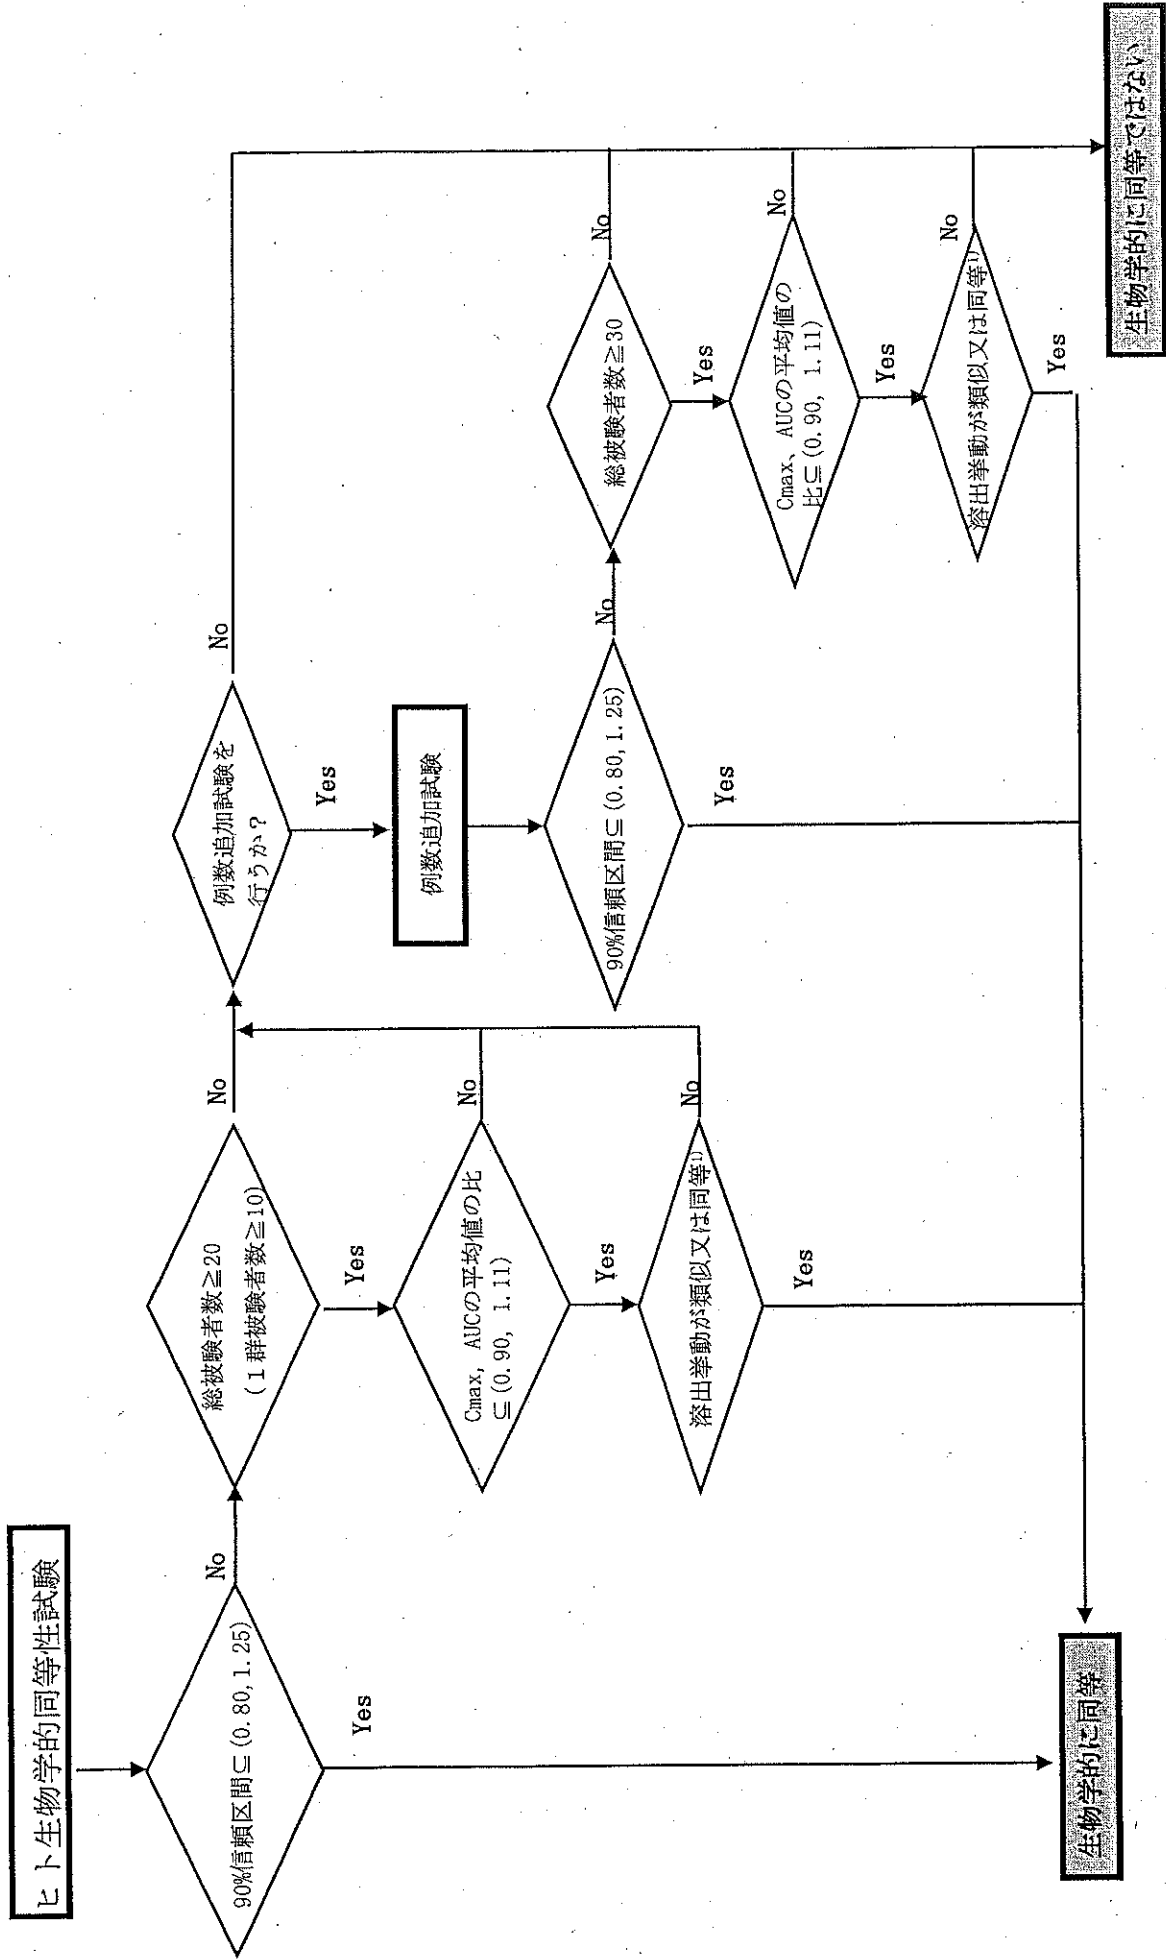 ヒト生物学的同等性試験
90%信頼区間⊆(0.80,1.25)
No
Yes
総被験者数≧20
(1群被験者数≧10)
No
Yes
Cmax, AUCの平均値の比
⊆(0.90, 1.11)
No
Yes
溶出挙動が類似又は同等1)
No
Yes
例数追加試験を
行うか?
No
Yes
例数追加試験
90%信頼区間⊆(0.80,1.25)
No
Yes
総被験者数≧30
No
Yes
Cmax、AUCの平均値の
比⊆(0.90, 1.11)
No
Yes
溶出挙動が類似又は同等1)
No
Yes
生物学的に同等
生物学的に同等ではない